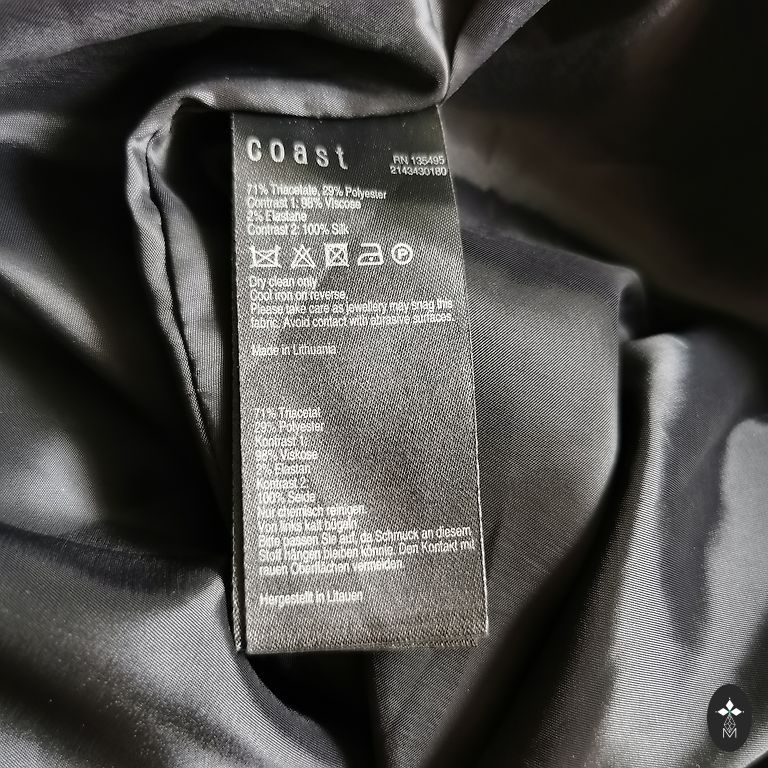 coast
RN 135495
2143430180
71% Triacetate, 29% Polyester
Contrast 1: 98% Viscose
2% Elastane
Contrast 2: 100% Silk
P
Dry clean only
Cool iron on reverse
Please take care as jewellery may snag this
fabric. Avoid contact with abrasive surfaces.
Made in Lithuania
71% Triacetat
29% Polyester
Kontrast 1:
98% Viskose
2% Elastan
Kontrast 2:
100% Seide
Nur chemisch reinigen.
Von links kalt bügeln
Bitte passen Sie auf, da Schmuck an diesem
Stoff hängen bleiben könnte. Den Kontakt mit
rauen Oberflächen vermeiden.
Hergestellt in Litauen